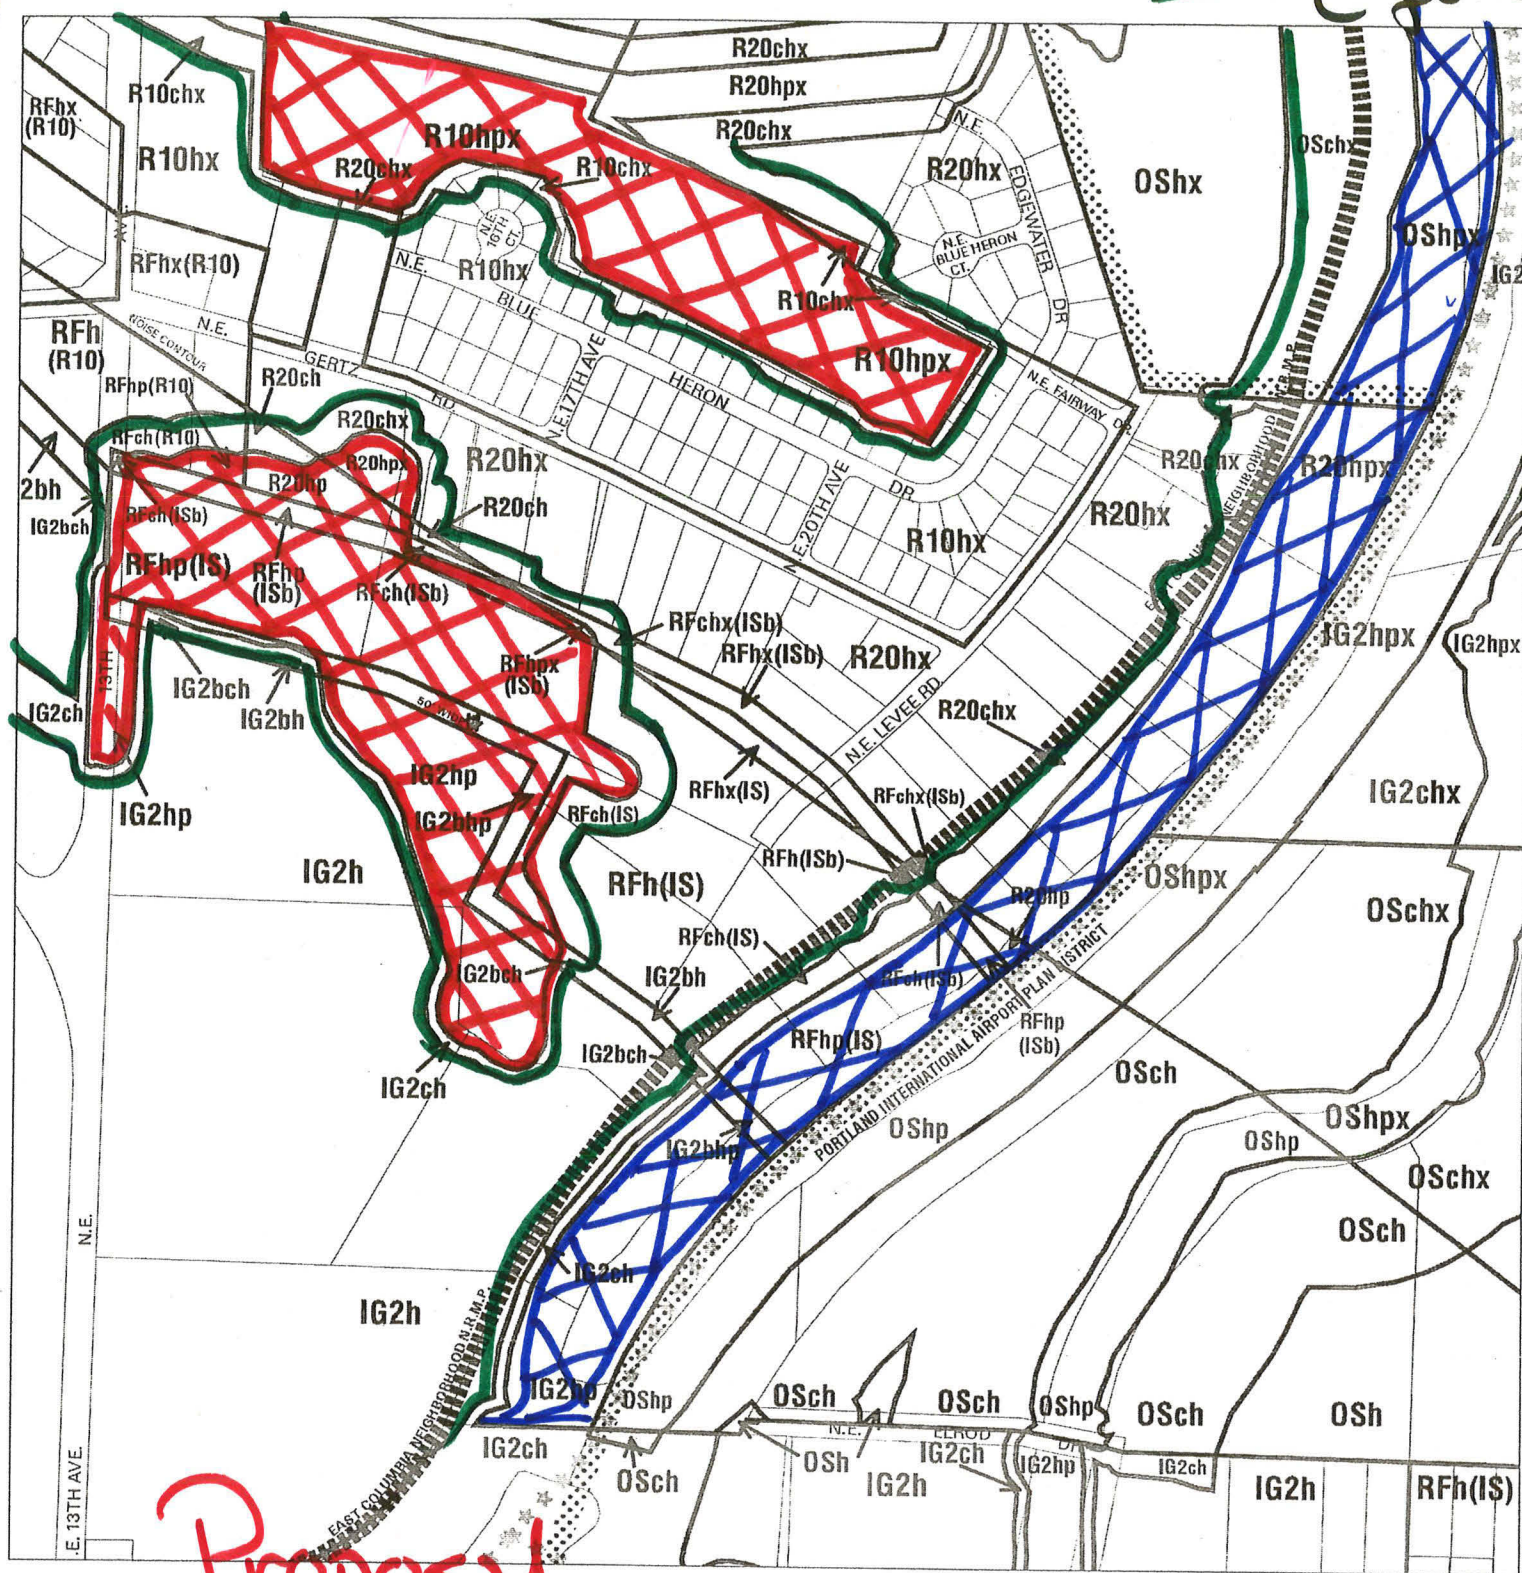 R20chx
R10chx
RFhx
(R10)
R20hpx
R10hpx
R20chx
N.E.
R10hx
R20chx
R10chx
R20hx
OSchx
OShx
EDGEWATER
DR
N.E.
16TH
CT.
N.E.
BLUE HERON
CT.
OShpx
AV.
RFhx(R10)
N.E.
R10hx
IG2
R10chx
BLUE
NOISE CONTOUR
N.E.
RFh
(R10)
GERTZ
RD.
R10hpx
N.R.M.P.
RFhp(R10)
R20ch
N.E. 17TH AVE
HERON
N.E. FAIRWAY
DR.
R20chx
RFch(R10)
R20hx
R20hpx
R20chx
R20hpx
2bh
R20hp
DR.
NEIGHBORHOOD
IG2bch
RFch(ISb)
R20ch
R20hx
N.E. 20TH AVE
R10hx
RFhp(IS)
RFhp
(ISb)
RFch(ISb)
RFchx(ISb)
RFhx(ISb)
R20hx
IG2hpx
IG2hpx
RFhpx
(ISb)
13TH
IG2bch
IG2ch
IG2bh
50' WIDE
N.E. LEVEE RD.
R20chx
IG2hp
RFhx(IS)
RFchx(ISb)
IG2chx
IG2hp
IG2bhp
RFch(IS)
RFh(ISb)
IG2h
RFh(IS)
OShpx
R20hp
OSchx
RFch(IS)
IG2bch
IG2bh
RFch(ISb)
RFhp(IS)
RFhp
(ISb)
IG2bch
IG2ch
OSch
PORTLAND INTERNATIONAL AIRPORT PLAN DISTRICT
OShp
OShpx
OShp
IG2bhp
OSchx
N.E.
OSch
IG2ch
IG2h
IG2hp
OShp
OSch
OSch
OShp
OSch
OSh
N.E.
ELROD
DR
IG2ch
OSch
OSh
IG2h
IG2ch
IG2hp
IG2ch
IG2h
RFh(IS)
.E. 13TH AVE.
EAST COLUMBIA NEIGHBORHOOD N.R.M.P.